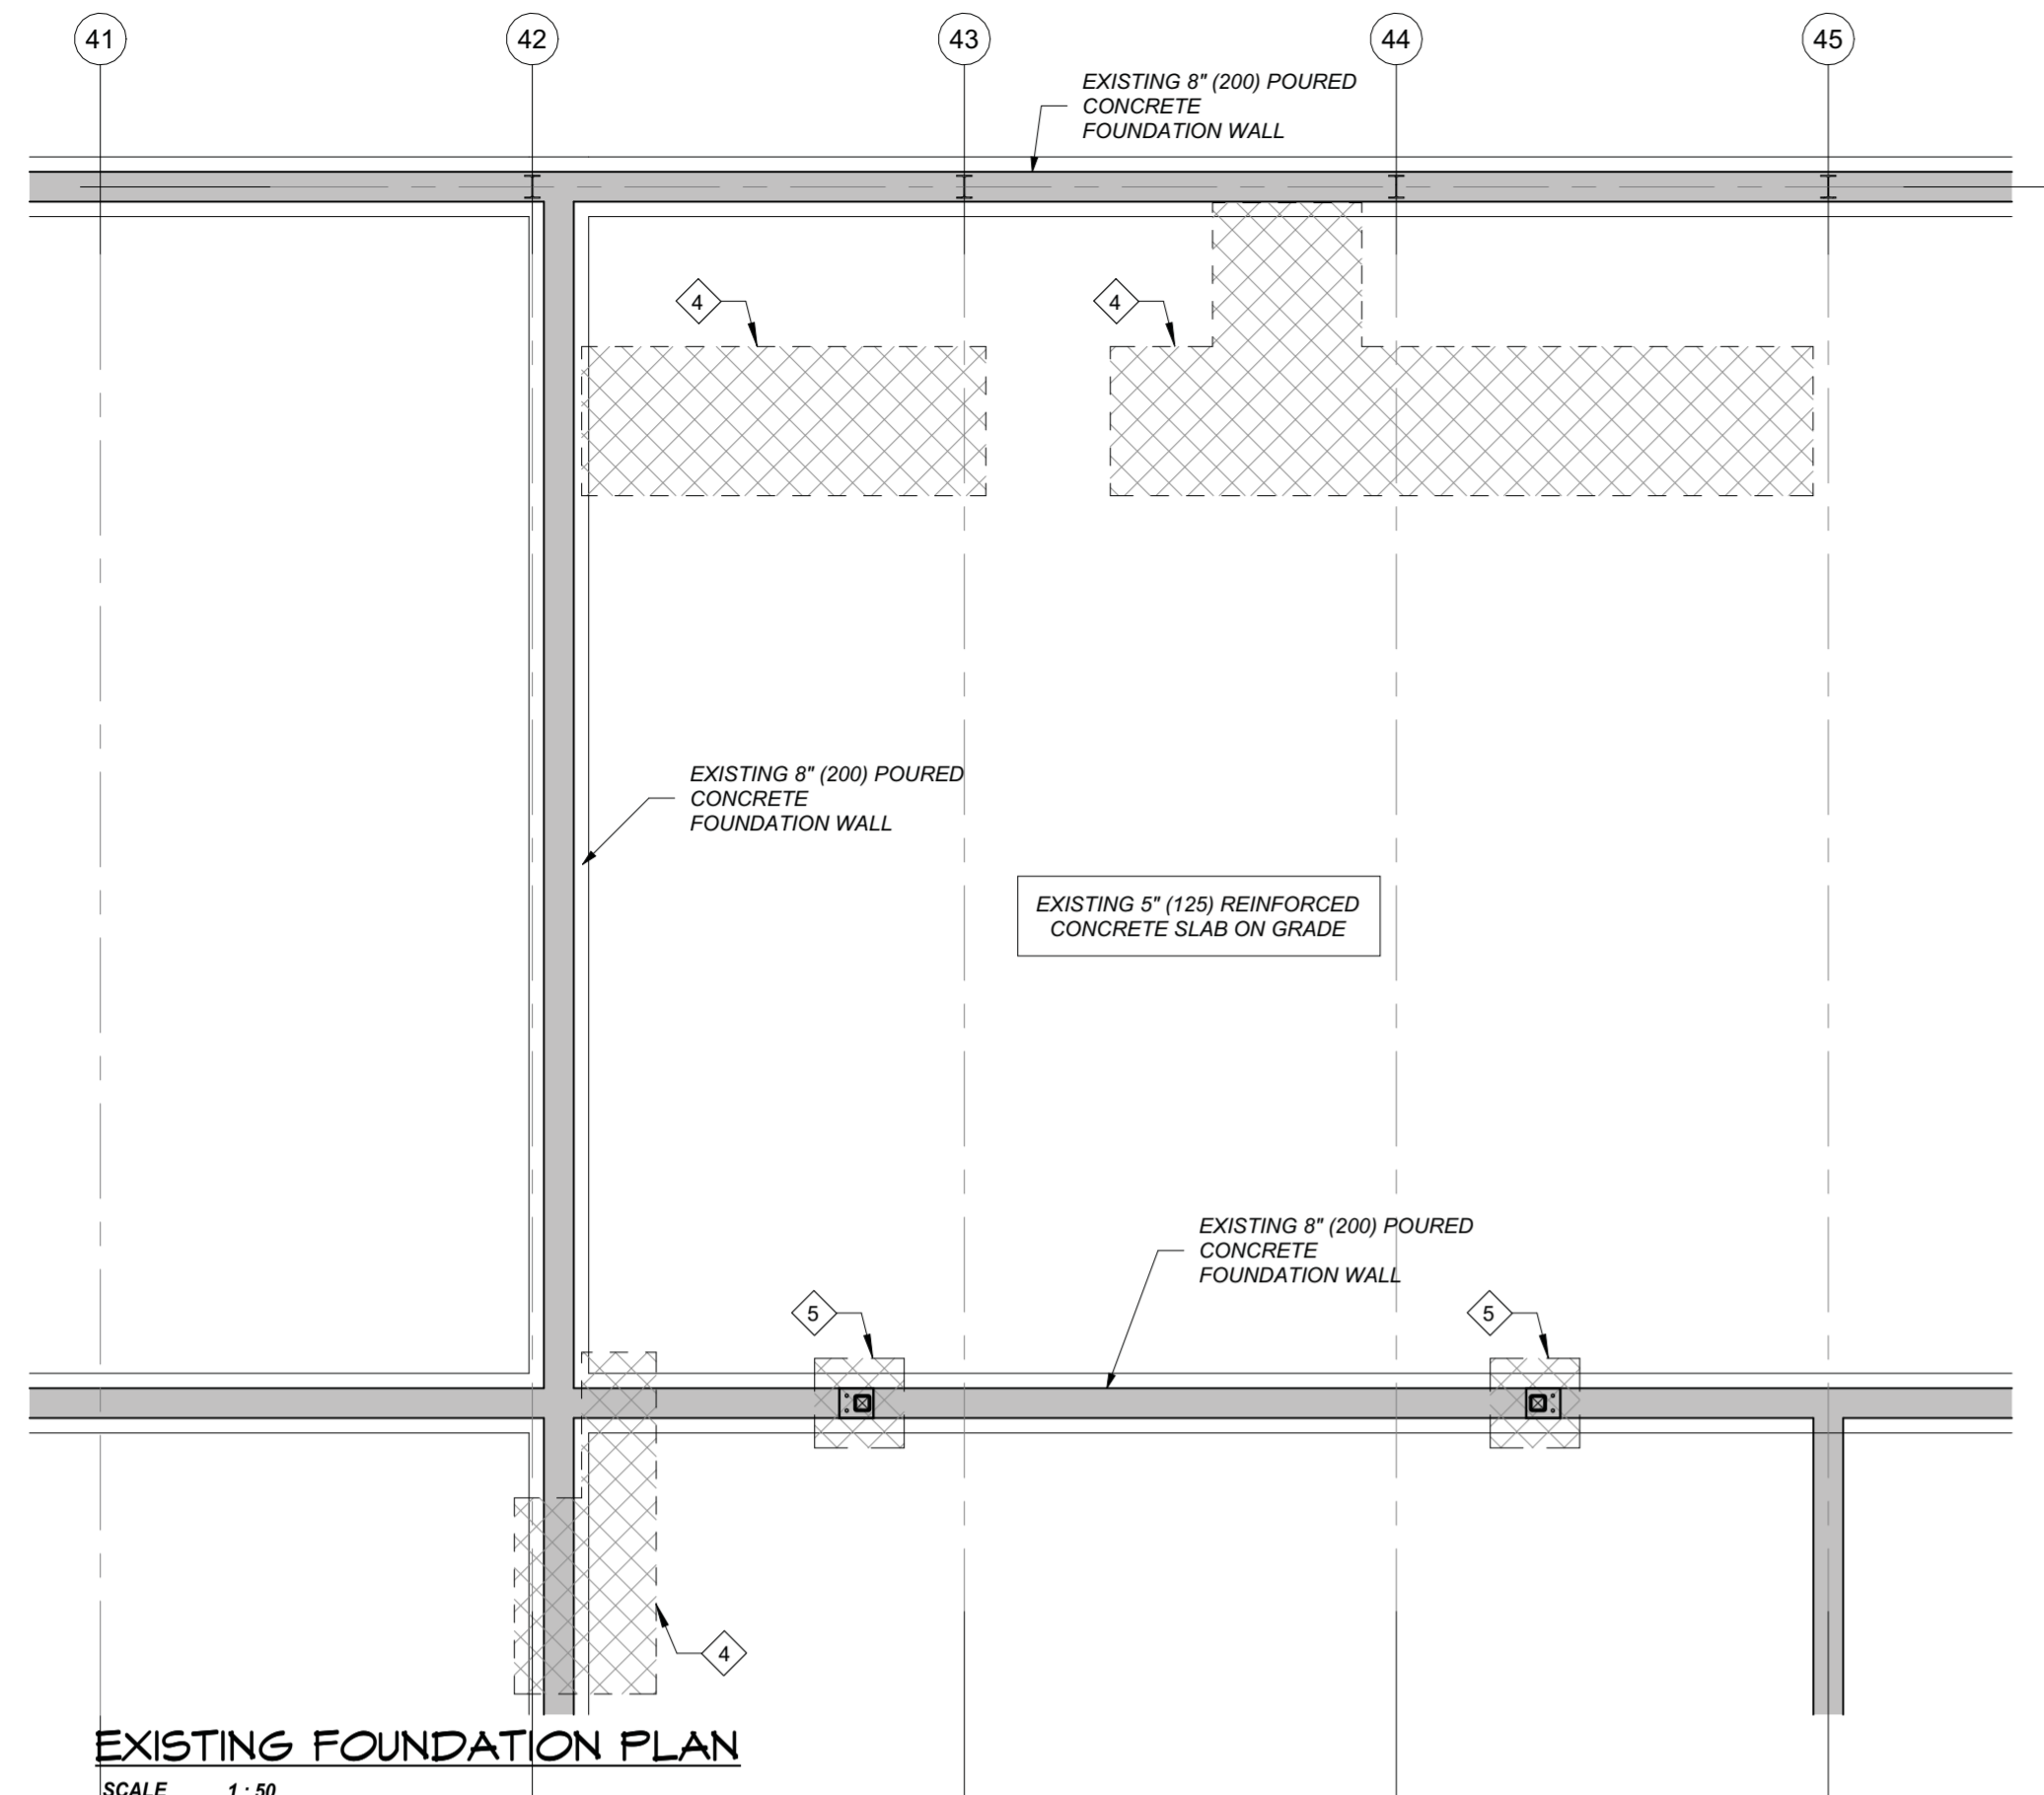 41 42 43 44 45
EXISTING 8" (200) POURED
CONCRETE
FOUNDATION WALL
4 4
EXISTING 8" (200) POURED
CONCRETE
FOUNDATION WALL
EXISTING 5" (125) REINFORCED
CONCRETE SLAB ON GRADE
EXISTING 8" (200) POURED
CONCRETE
FOUNDATION WALL
5 5
4
EXISTING FOUNDATION PLAN
SCALE 1 : 50